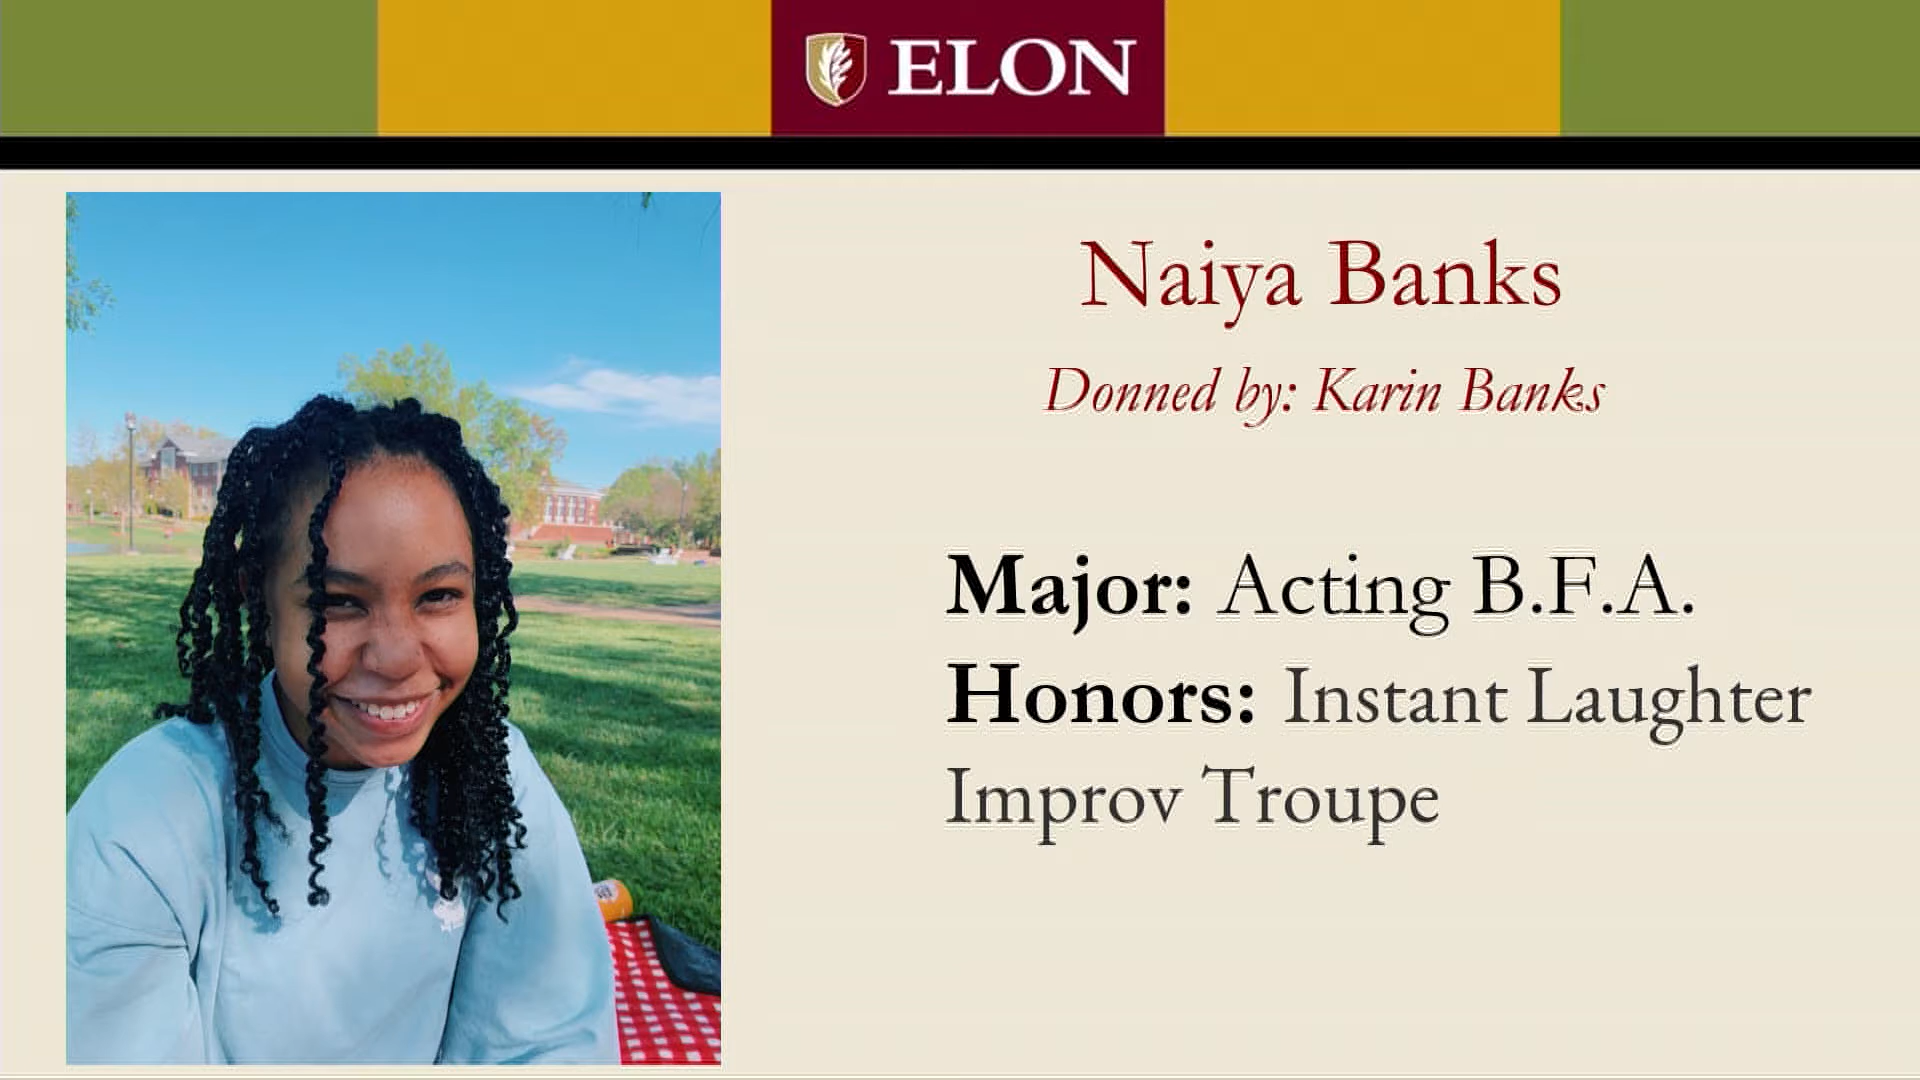 ELON
Naiya Banks
Donned by: Karin Banks
Major: Acting B.F.A.
Honors: Instant Laughter
Improv Troupe